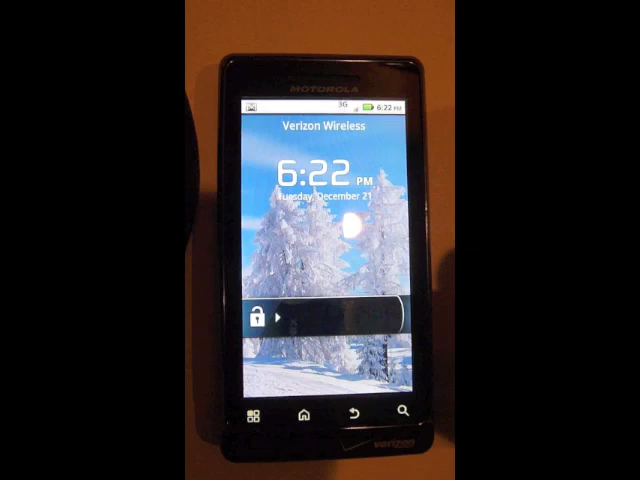 MOTOROLA
3G 6:22 PM
Verizon Wireless
6:22 PM
Tuesday, December 21
verizon